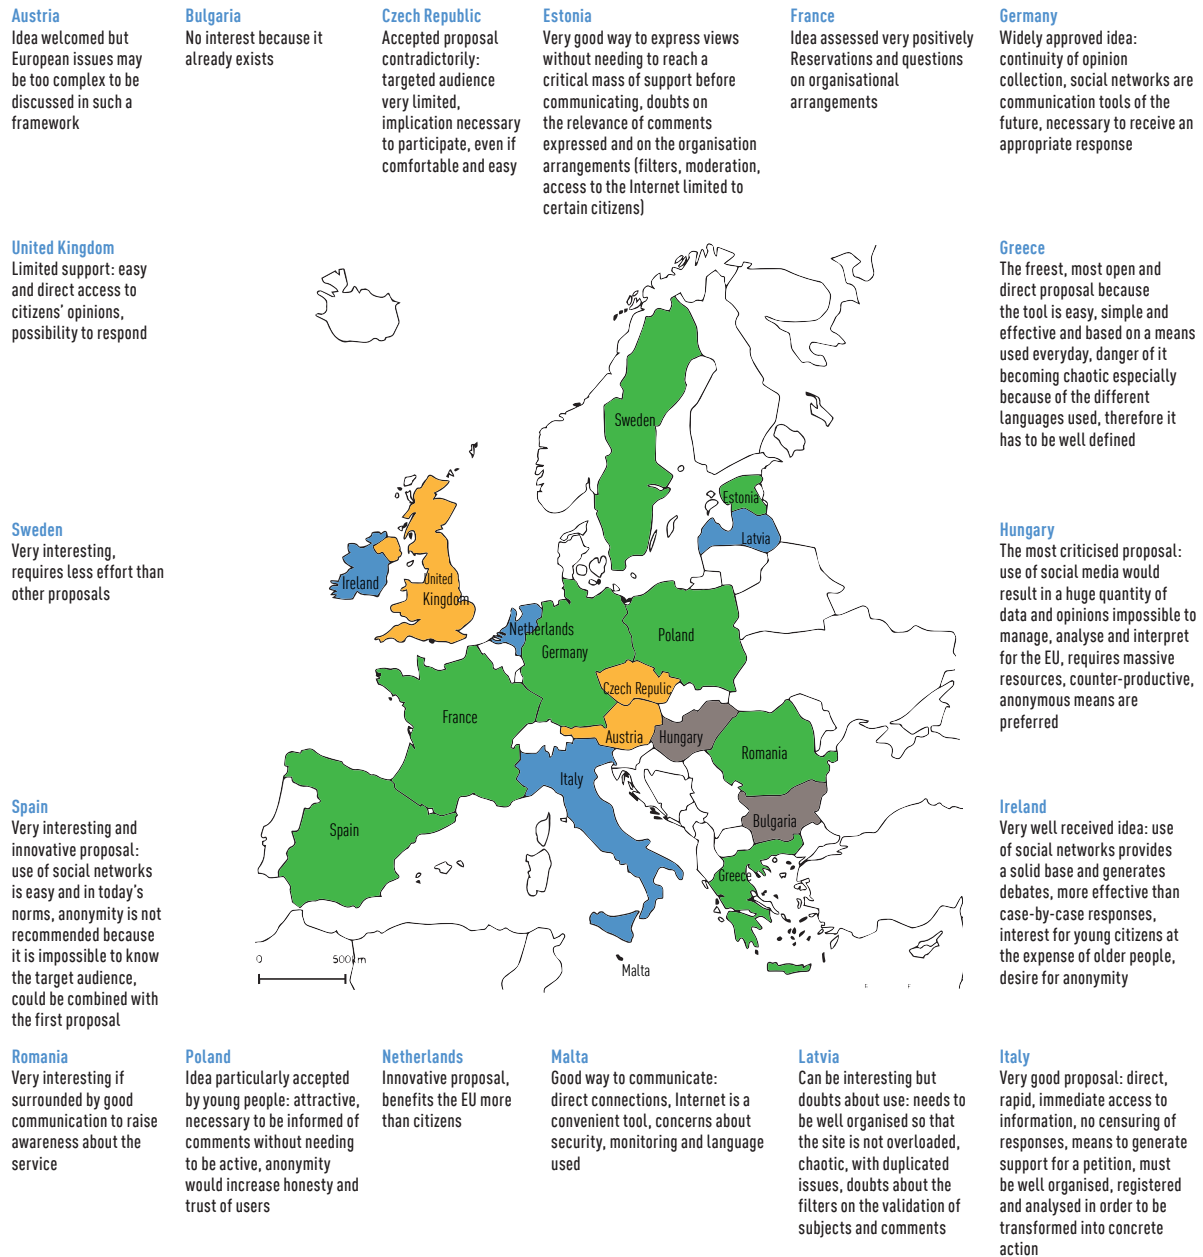 Austria
Idea welcomed but
European issues may
be too complex to be
discussed in such a
framework
Bulgaria
No interest because it
already exists
Czech Republic
Accepted proposal
contradictorily:
targeted audience
very limited,
implication necessary
to participate, even if
comfortable and easy
Estonia
Very good way to express views
without needing to reach a
critical mass of support before
communicating, doubts on
the relevance of comments
expressed and on the organisation
arrangements (filters, moderation,
access to the Internet limited to
certain citizens)
France
Idea assessed very positively
Reservations and questions
on organisational
arrangements
Germany
Widely approved idea:
continuity of opinion
collection, social networks are
communication tools of the
future, necessary to receive an
appropriate response
United Kingdom
Limited support: easy
and direct access to
citizens' opinions,
possibility to respond
Greece
The freest, most open and
direct proposal because
the tool is easy, simple and
effective and based on a means
used everyday, danger of it
becoming chaotic especially
because of the different
languages used, therefore it
has to be well defined
Sweden
Very interesting,
requires less effort than
other proposals
Hungary
The most criticised proposal:
use of social media would
result in a huge quantity of
data and opinions impossible to
manage, analyse and interpret
for the EU, requires massive
resources, counter-productive,
anonymous means are
preferred
Spain
Very interesting and
innovative proposal:
use of social networks
is easy and in today's
norms, anonymity is not
recommended because
it is impossible to know
the target audience,
could be combined with
the first proposal
Ireland
Very well received idea: use
of social networks provides
a solid base and generates
debates, more effective than
case-by-case responses,
interest for young citizens at
the expense of older people,
desire for anonymity
Sweden
Estonia
Latvia
Ireland
United
Kingdom
Netherlands
Germany
Poland
Czech Repulic
France
Austria
Hungary
Romania
Italy
Spain
Bulgaria
Greece
Malta
0 500km
Romania
Very interesting if
surrounded by good
communication to raise
awareness about the
service
Poland
Idea particularly accepted
by young people: attractive,
necessary to be informed of
comments without needing
to be active, anonymity
would increase honesty and
trust of users
Netherlands
Innovative proposal,
benefits the EU more
than citizens
Malta
Good way to communicate:
direct connections, Internet is a
convenient tool, concerns about
security, monitoring and language
used
Latvia
Can be interesting but
doubts about use: needs to
be well organised so that
the site is not overloaded,
chaotic, with duplicated
issues, doubts about the
filters on the validation of
subjects and comments
Italy
Very good proposal: direct,
rapid, immediate access to
information, no censuring of
responses, means to generate
support for a petition, must
be well organised, registered
and analysed in order to be
transformed into concrete
action